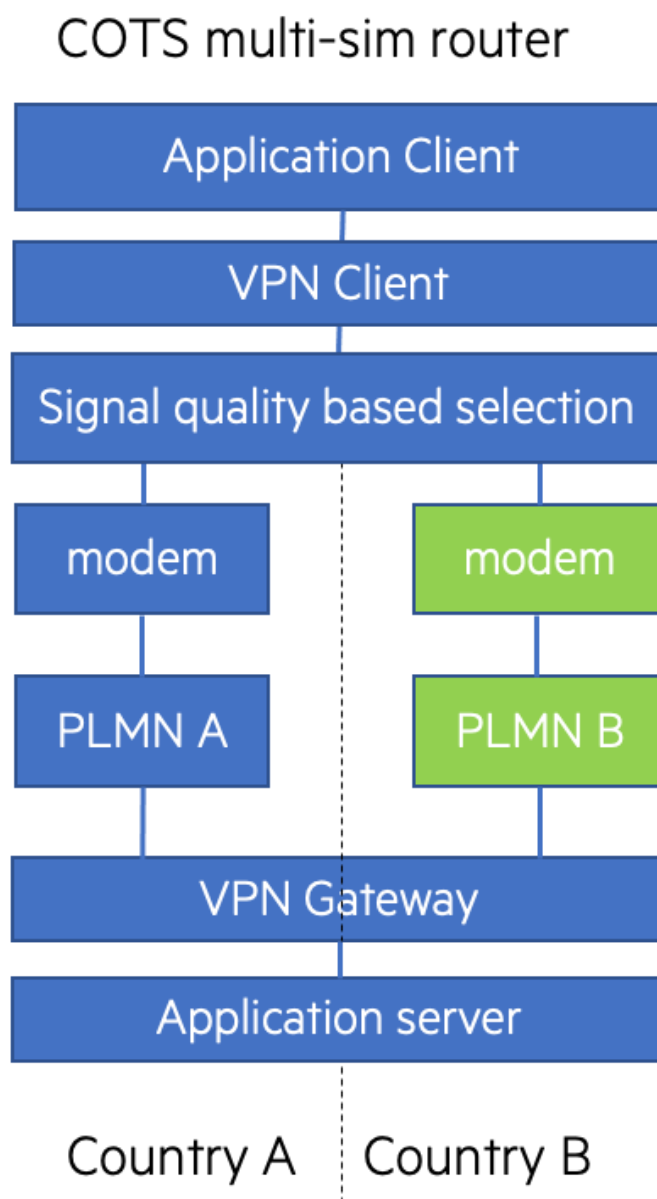 COTS multi-sim router
Application Client
VPN Client
Signal quality based selection
modem
modem
PLMN A
PLMN B
VPN Gateway
Application server
Country A
Country B